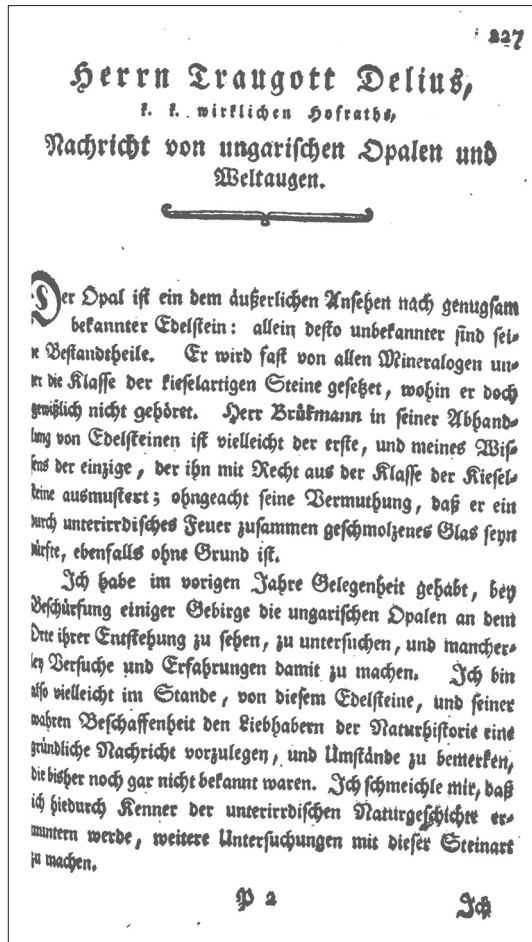 227
Herrn Traugott Delius,
k. k. wirklichen Hofraths,
Nachricht von ungarischen Opalen und
Weltaugen.
Der Opal ist ein dem äußerlichen Ansehen nach genugsam
bekannter Edelstein: allein desto unbekannter sind sei-
ne Bestandtheile. Er wird fast von allen Mineralogen un-
ter die Klasse der kieselartigen Steine gesetzet, wohin er doch
gewißlich nicht gehöret. Herr Brükmann in seiner Abhand-
lung von Edelsteinen ist vielleicht der erste, und meines Wis-
sens der einzige, der ihn mit Recht aus der Klasse der Kiesel-
steine ausmustert; ohngeacht seine Vermuthung, daß er ein
durch unterirrdisches Feuer zusammen geschmolzenes Glas seyn
dürfte, ebenfalls ohne Grund ist.
Ich habe im vorigen Jahre Gelegenheit gehabt, bey
Beschürfung einiger Gebirge die ungarischen Opalen an dem
Orte ihrer Entstehung zu sehen, zu untersuchen, und mancher-
ley Versuche und Erfahrungen damit zu machen. Ich bin
also vielleicht im Stande, von diesem Edelsteine, und seiner
wahren Beschaffenheit den Liebhabern der Naturhistorie eine
gründliche Nachricht vorzulegen, und Umstände zu bemerken,
die bisher noch gar nicht bekannt waren. Ich schmeichle mir, daß
ich hiedurch Kenner der unterirrdischen Naturgeschichte er-
muntern werde, weitere Untersuchungen mit dieser Steinart
zu machen.
P 2
Ich